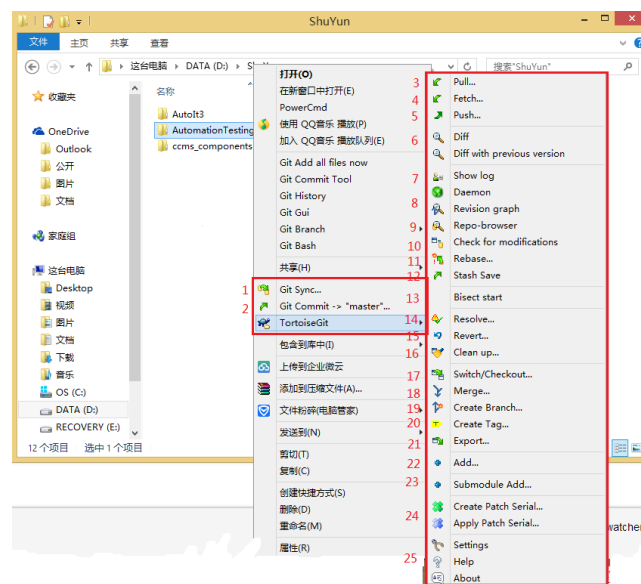 ShuYun
文件 主页 共享 查看
这台电脑 ▸ DATA (D:) ▸
搜索"ShuYun"
收藏夹
OneDrive
Outlook
公开
图片
文档
家庭组
这台电脑
Desktop
视频
图片
文档
下载
音乐
OS (C:)
DATA (D:)
RECOVERY (E:)
12 个项目 选中 1 个项目
名称
AutoIt3
AutomationTesting
ccms_components
打开(O)
在新窗口中打开(E)
PowerCmd
使用 QQ音乐 播放(P)
加入 QQ音乐 播放队列(E)
Git Add all files now
Git Commit Tool
Git History
Git Gui
Git Branch
Git Bash
共享(H)
1 Git Sync...
2 Git Commit -> "master"...
TortoiseGit
包含到库中(I)
上传到企业微云
添加到压缩文件(A)...
文件粉碎(电脑管家)
发送到(N)
剪切(T)
复制(C)
创建快捷方式(S)
删除(D)
重命名(M)
属性(R)
3 Pull...
4 Fetch...
5 Push...
6 Diff
Diff with previous version
7 Show log
Daemon
8 Revision graph
9 Repo-browser
10 Check for modifications
11 Rebase...
12 Stash Save
13 Bisect start
14 Resolve...
15 Revert...
16 Clean up...
17 Switch/Checkout...
18 Merge...
19 Create Branch...
20 Create Tag...
21 Export...
22 Add...
23 Submodule Add...
Create Patch Serial...
24 Apply Patch Serial...
Settings
25 Help
About